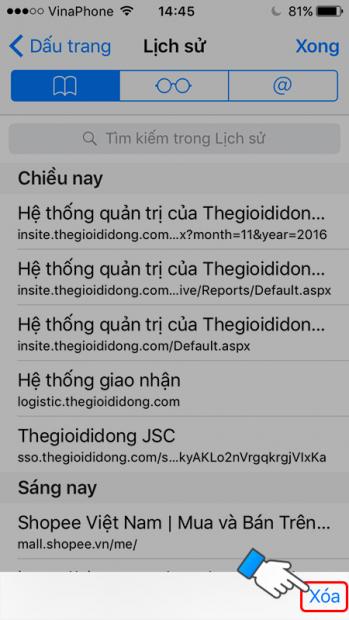 VinaPhone 14:45 81%
Dấu trang Lịch sử Xong
@
Tìm kiếm trong Lịch sử
Chiều nay
Hệ thống quản trị của Thegioididon...
insite.thegioididong.com...x?month=11&year=2016
Hệ thống quản trị của Thegioididon...
insite.thegioididong.com...ive/Reports/Default.aspx
Hệ thống quản trị của Thegioididon...
insite.thegioididong.com/Default.aspx
Hệ thống giao nhận
logistic.thegioididong.com
Thegioididong JSC
sso.thegioididong.com/s...kyAKLo2nVrgqkrgjVIxKa
Sáng nay
Shopee Việt Nam | Mua và Bán Trên...
mall.shopee.vn/me/
Xóa